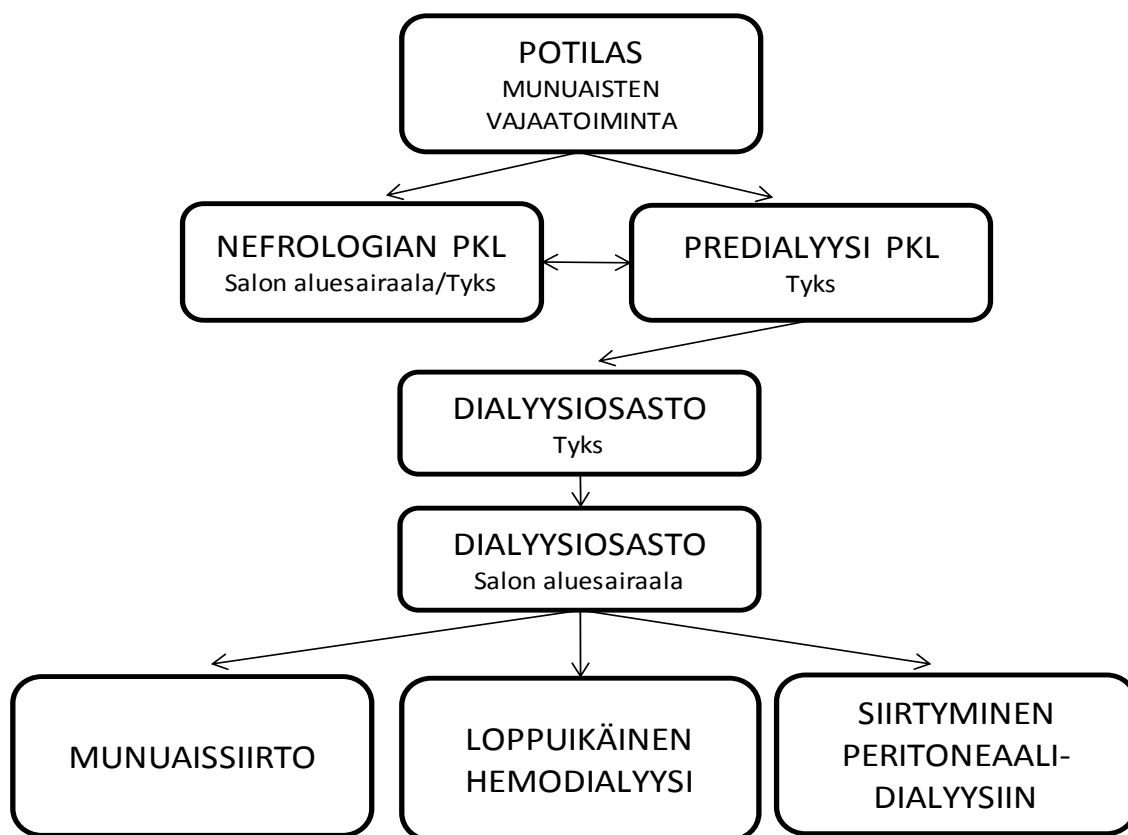 POTILAS
MUNUAISTEN
VAJAATOIMINTA
NEFROLOGIAN PKL
Salon aluesairaala/Tyks
PREDIALYYSI PKL
Tyks
DIALYYSIOSASTO
Tyks
DIALYYSIOSASTO
Salon aluesairaala
MUNUAISSIIRTO
LOPPUIKÄINEN
HEMODIALYYSI
SIIRTYMINEN
PERITONEAALI-
DIALYYSIIN